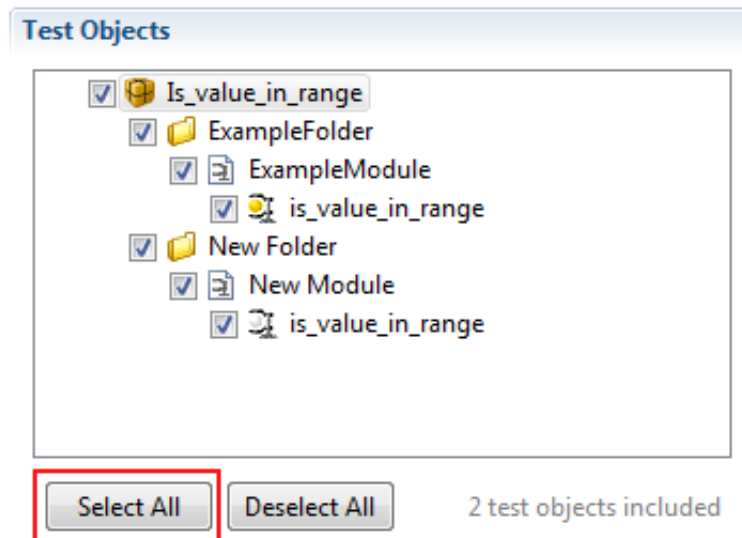 Test Objects
Is_value_in_range
ExampleFolder
ExampleModule
is_value_in_range
New Folder
New Module
is_value_in_range
Select All Deselect All 2 test objects included